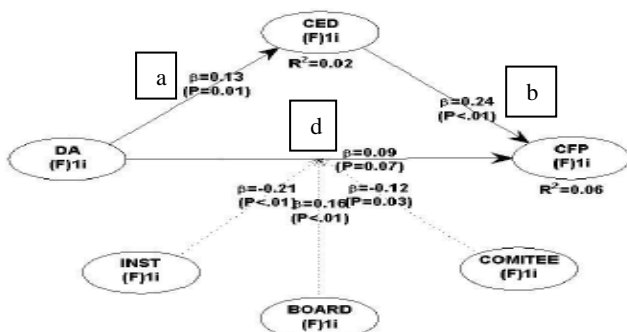 CED
(F)1i
R²=0.02
a
β=0.13
(P=0.01)
b
β=0.24
(P<.01)
d
DA
(F)1i
β=0.09
(P=0.07)
CFP
(F)1i
R²=0.06
β=-0.21
(P<.01)
β=0.16
(P<.01)
β=-0.12
(P=0.03)
INST
(F)1i
COMITEE
(F)1i
BOARD
(F)1i